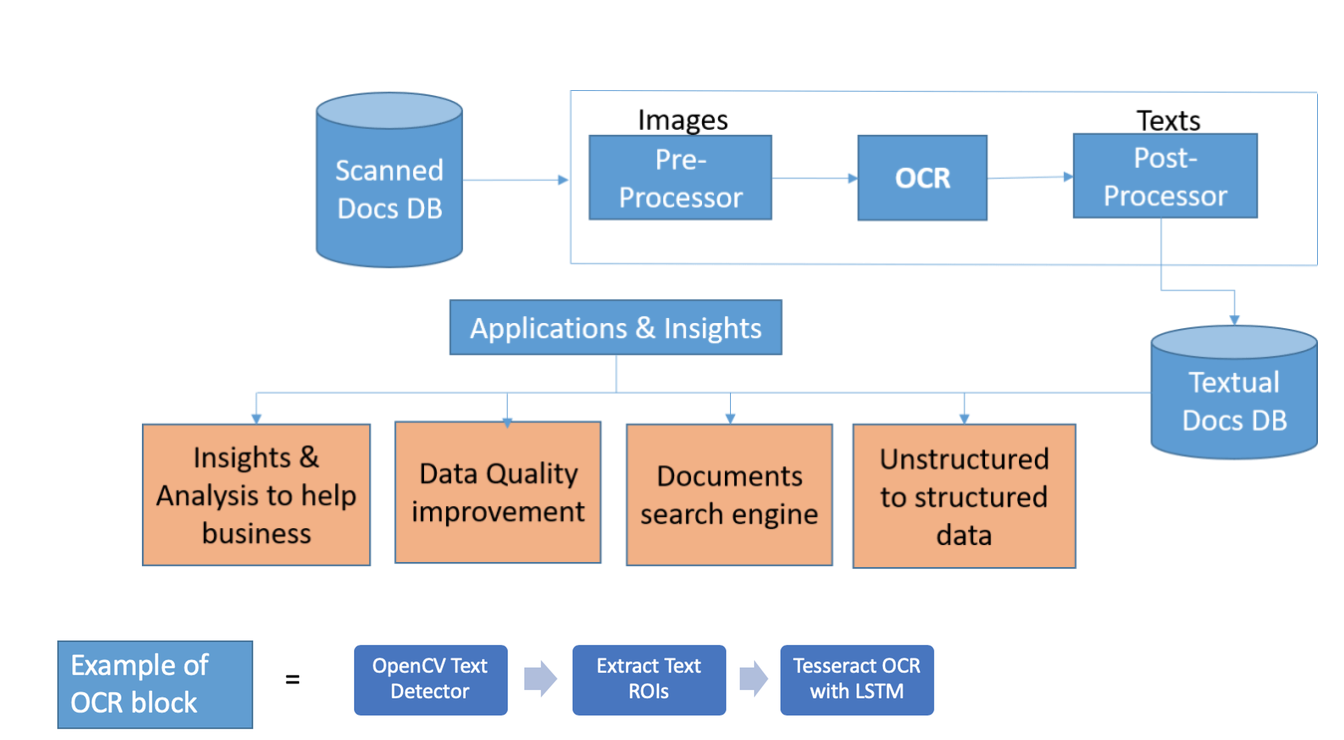 Images
Texts
Scanned
Docs DB
Pre-
Processor
OCR
Post-
Processor
Applications & Insights
Textual
Docs DB
Insights &
Analysis to help
business
Data Quality
improvement
Documents
search engine
Unstructured
to structured
data
Example of
OCR block
=
OpenCV Text
Detector
Extract Text
ROIs
Tesseract OCR
with LSTM